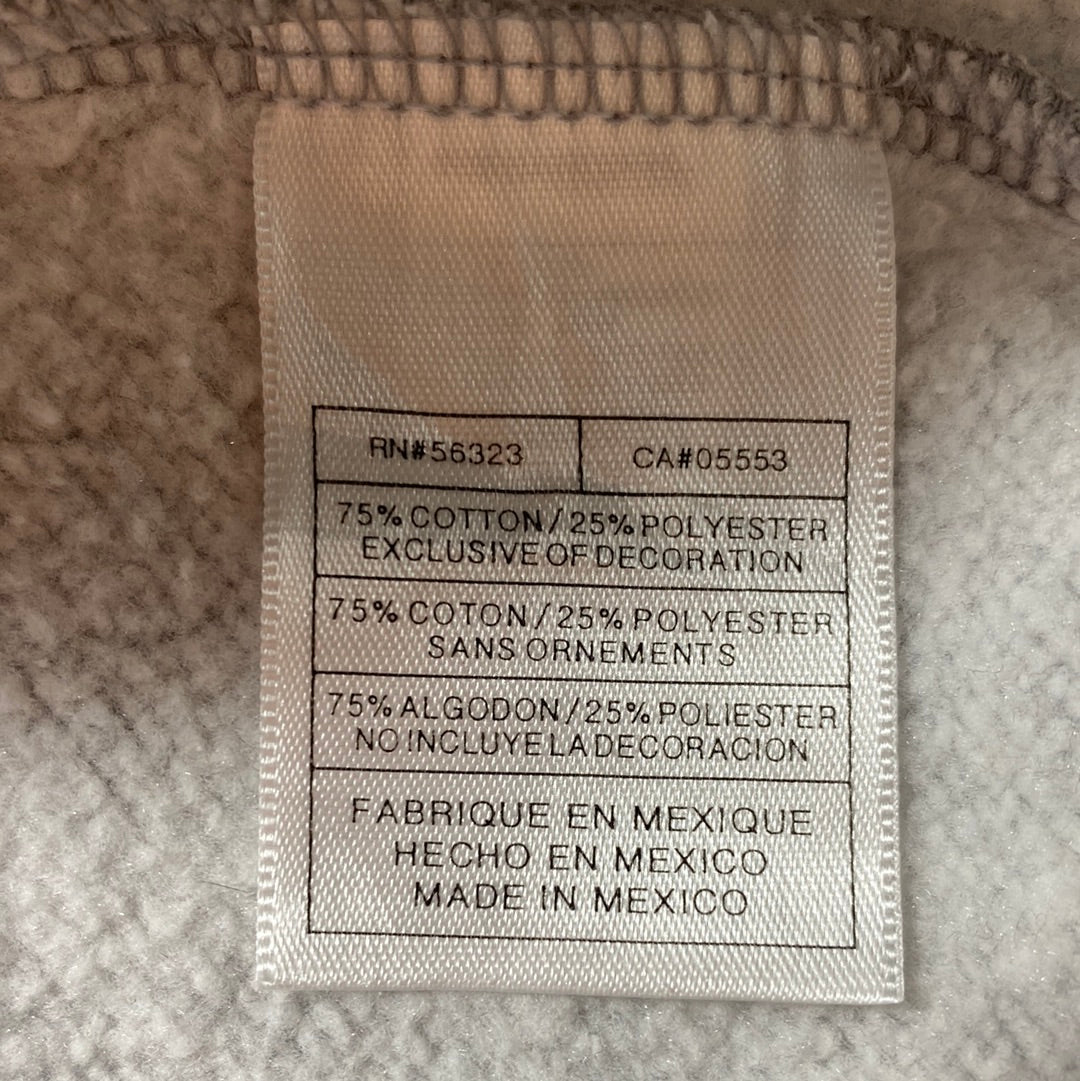 RN#56323 CA#05553
75% COTTON/25% POLYESTER
EXCLUSIVE OF DECORATION
75% COTON/25% POLYESTER
SANS ORNEMENTS
75% ALGODON/25% POLIESTER
NO INCLUYE LA DECORACION
FABRIQUE EN MEXIQUE
HECHO EN MEXICO
MADE IN MEXICO